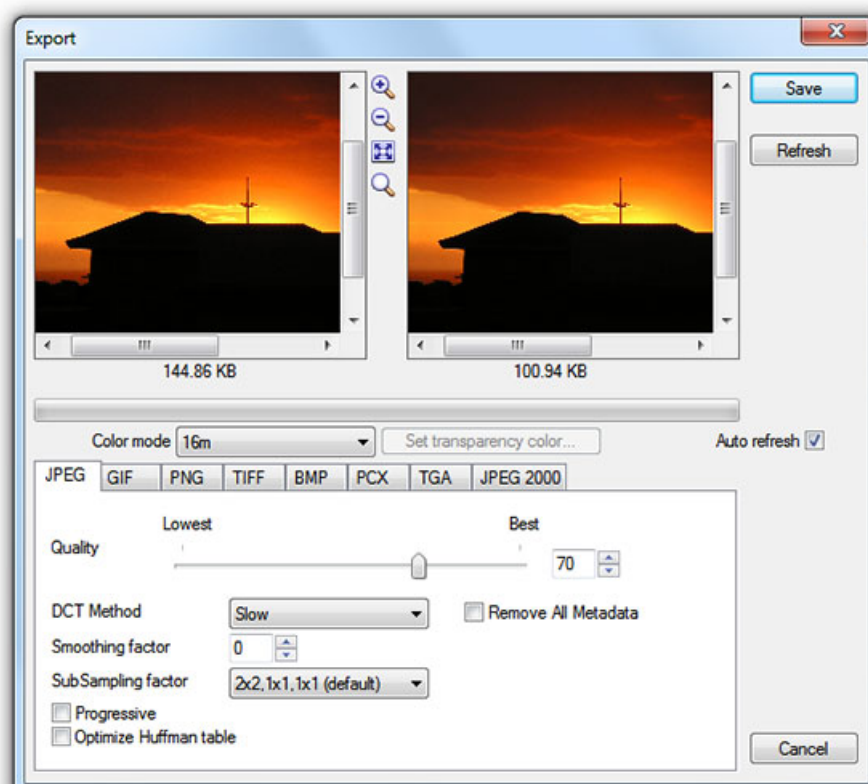 Export
Save
Refresh
144.86 KB
100.94 KB
Color mode 16m Set transparency color... Auto refresh
JPEG GIF PNG TIFF BMP PCX TGA JPEG 2000
Lowest Best
Quality 70
DCT Method Slow Remove All Metadata
Smoothing factor 0
SubSampling factor 2x2,1x1,1x1 (default)
Progressive
Optimize Huffman table
Cancel